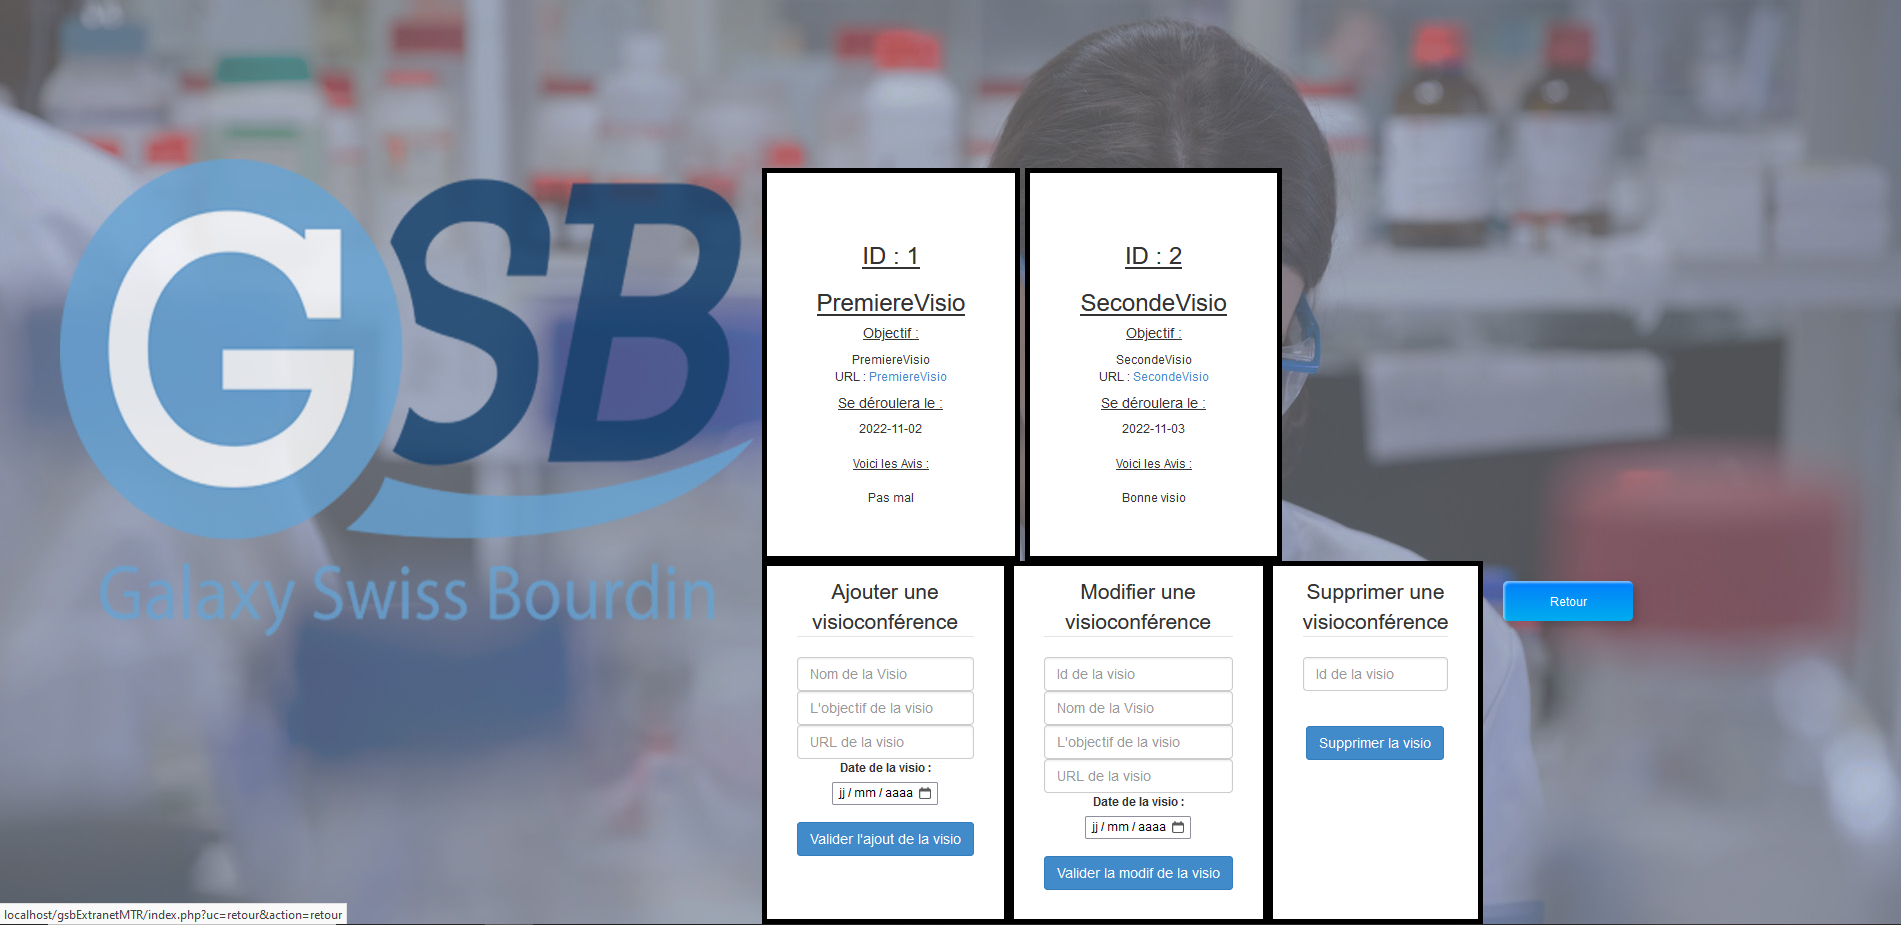 GSB
Galaxy Swiss Bourdin
ID : 1
PremiereVisio
Objectif :
PremiereVisio
URL : PremiereVisio
Se déroulera le :
2022-11-02
Voici les Avis :
Pas mal
ID : 2
SecondeVisio
Objectif :
SecondeVisio
URL : SecondeVisio
Se déroulera le :
2022-11-03
Voici les Avis :
Bonne visio
Ajouter une
visioconférence
Nom de la Visio
L'objectif de la visio
URL de la visio
Date de la visio :
jj / mm / aaaa
Valider l'ajout de la visio
Modifier une
visioconférence
Id de la visio
Nom de la Visio
L'objectif de la visio
URL de la visio
Date de la visio :
jj / mm / aaaa
Valider la modif de la visio
Supprimer une
visioconférence
Id de la visio
Supprimer la visio
Retour
localhost/gsbExtranetMTR/index.php?uc=retour&action=retour